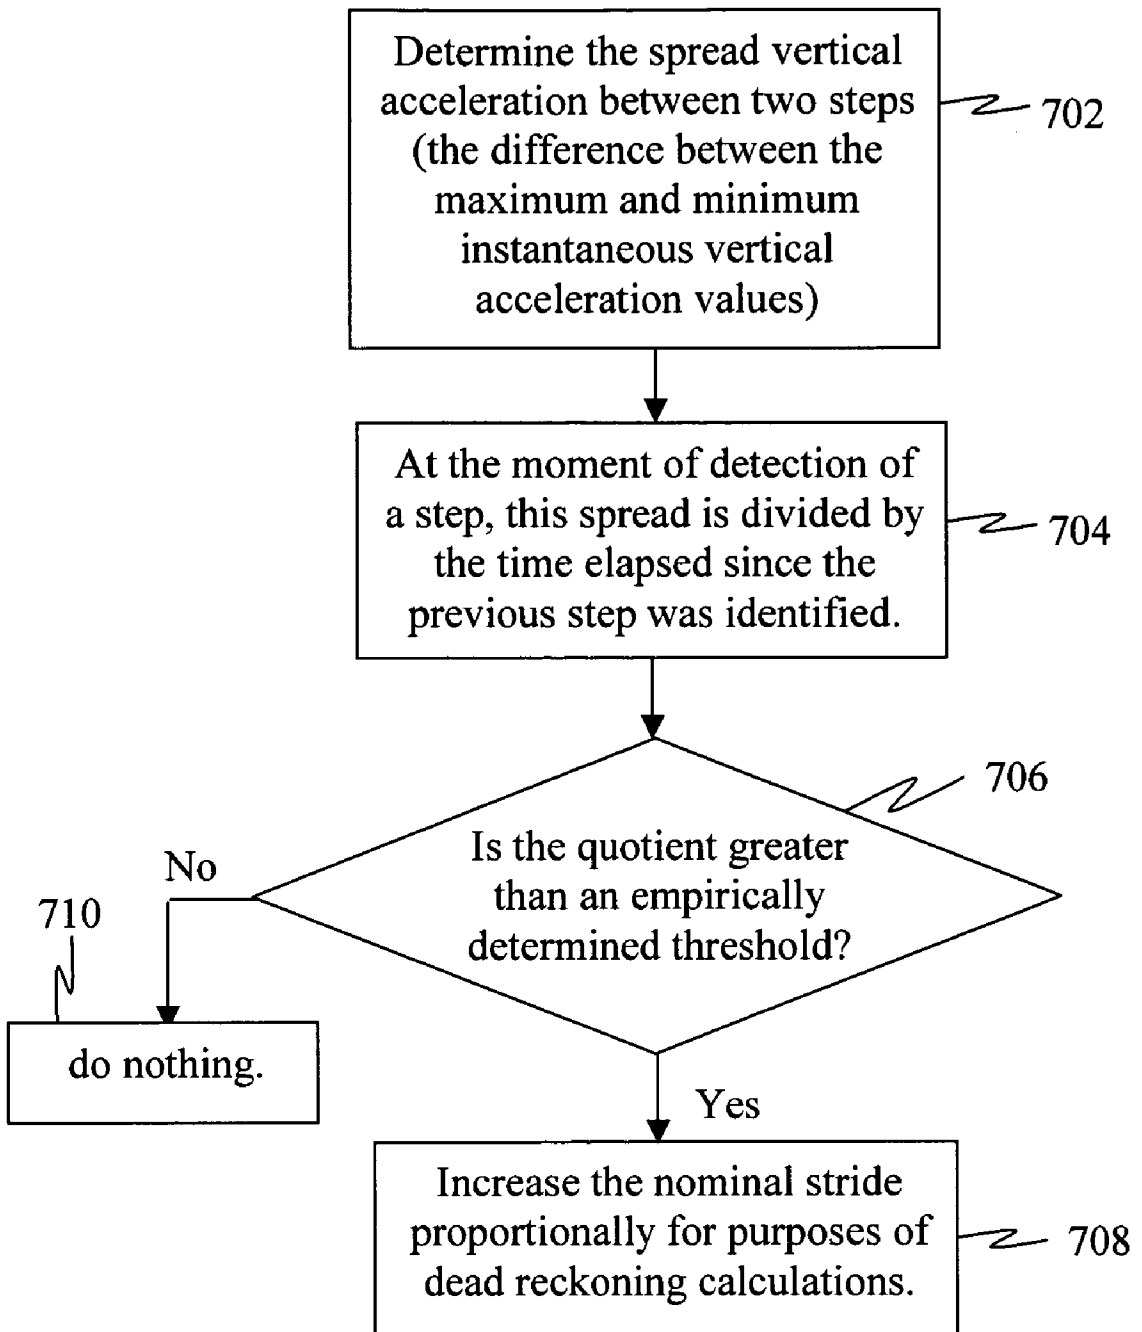 Determine the spread vertical
acceleration between two steps
(the difference between the
maximum and minimum
instantaneous vertical
acceleration values)
702
At the moment of detection of
a step, this spread is divided by
the time elapsed since the
previous step was identified.
704
706
Is the quotient greater
than an empirically
determined threshold?
No
710
do nothing.
Yes
Increase the nominal stride
proportionally for purposes of
dead reckoning calculations.
708